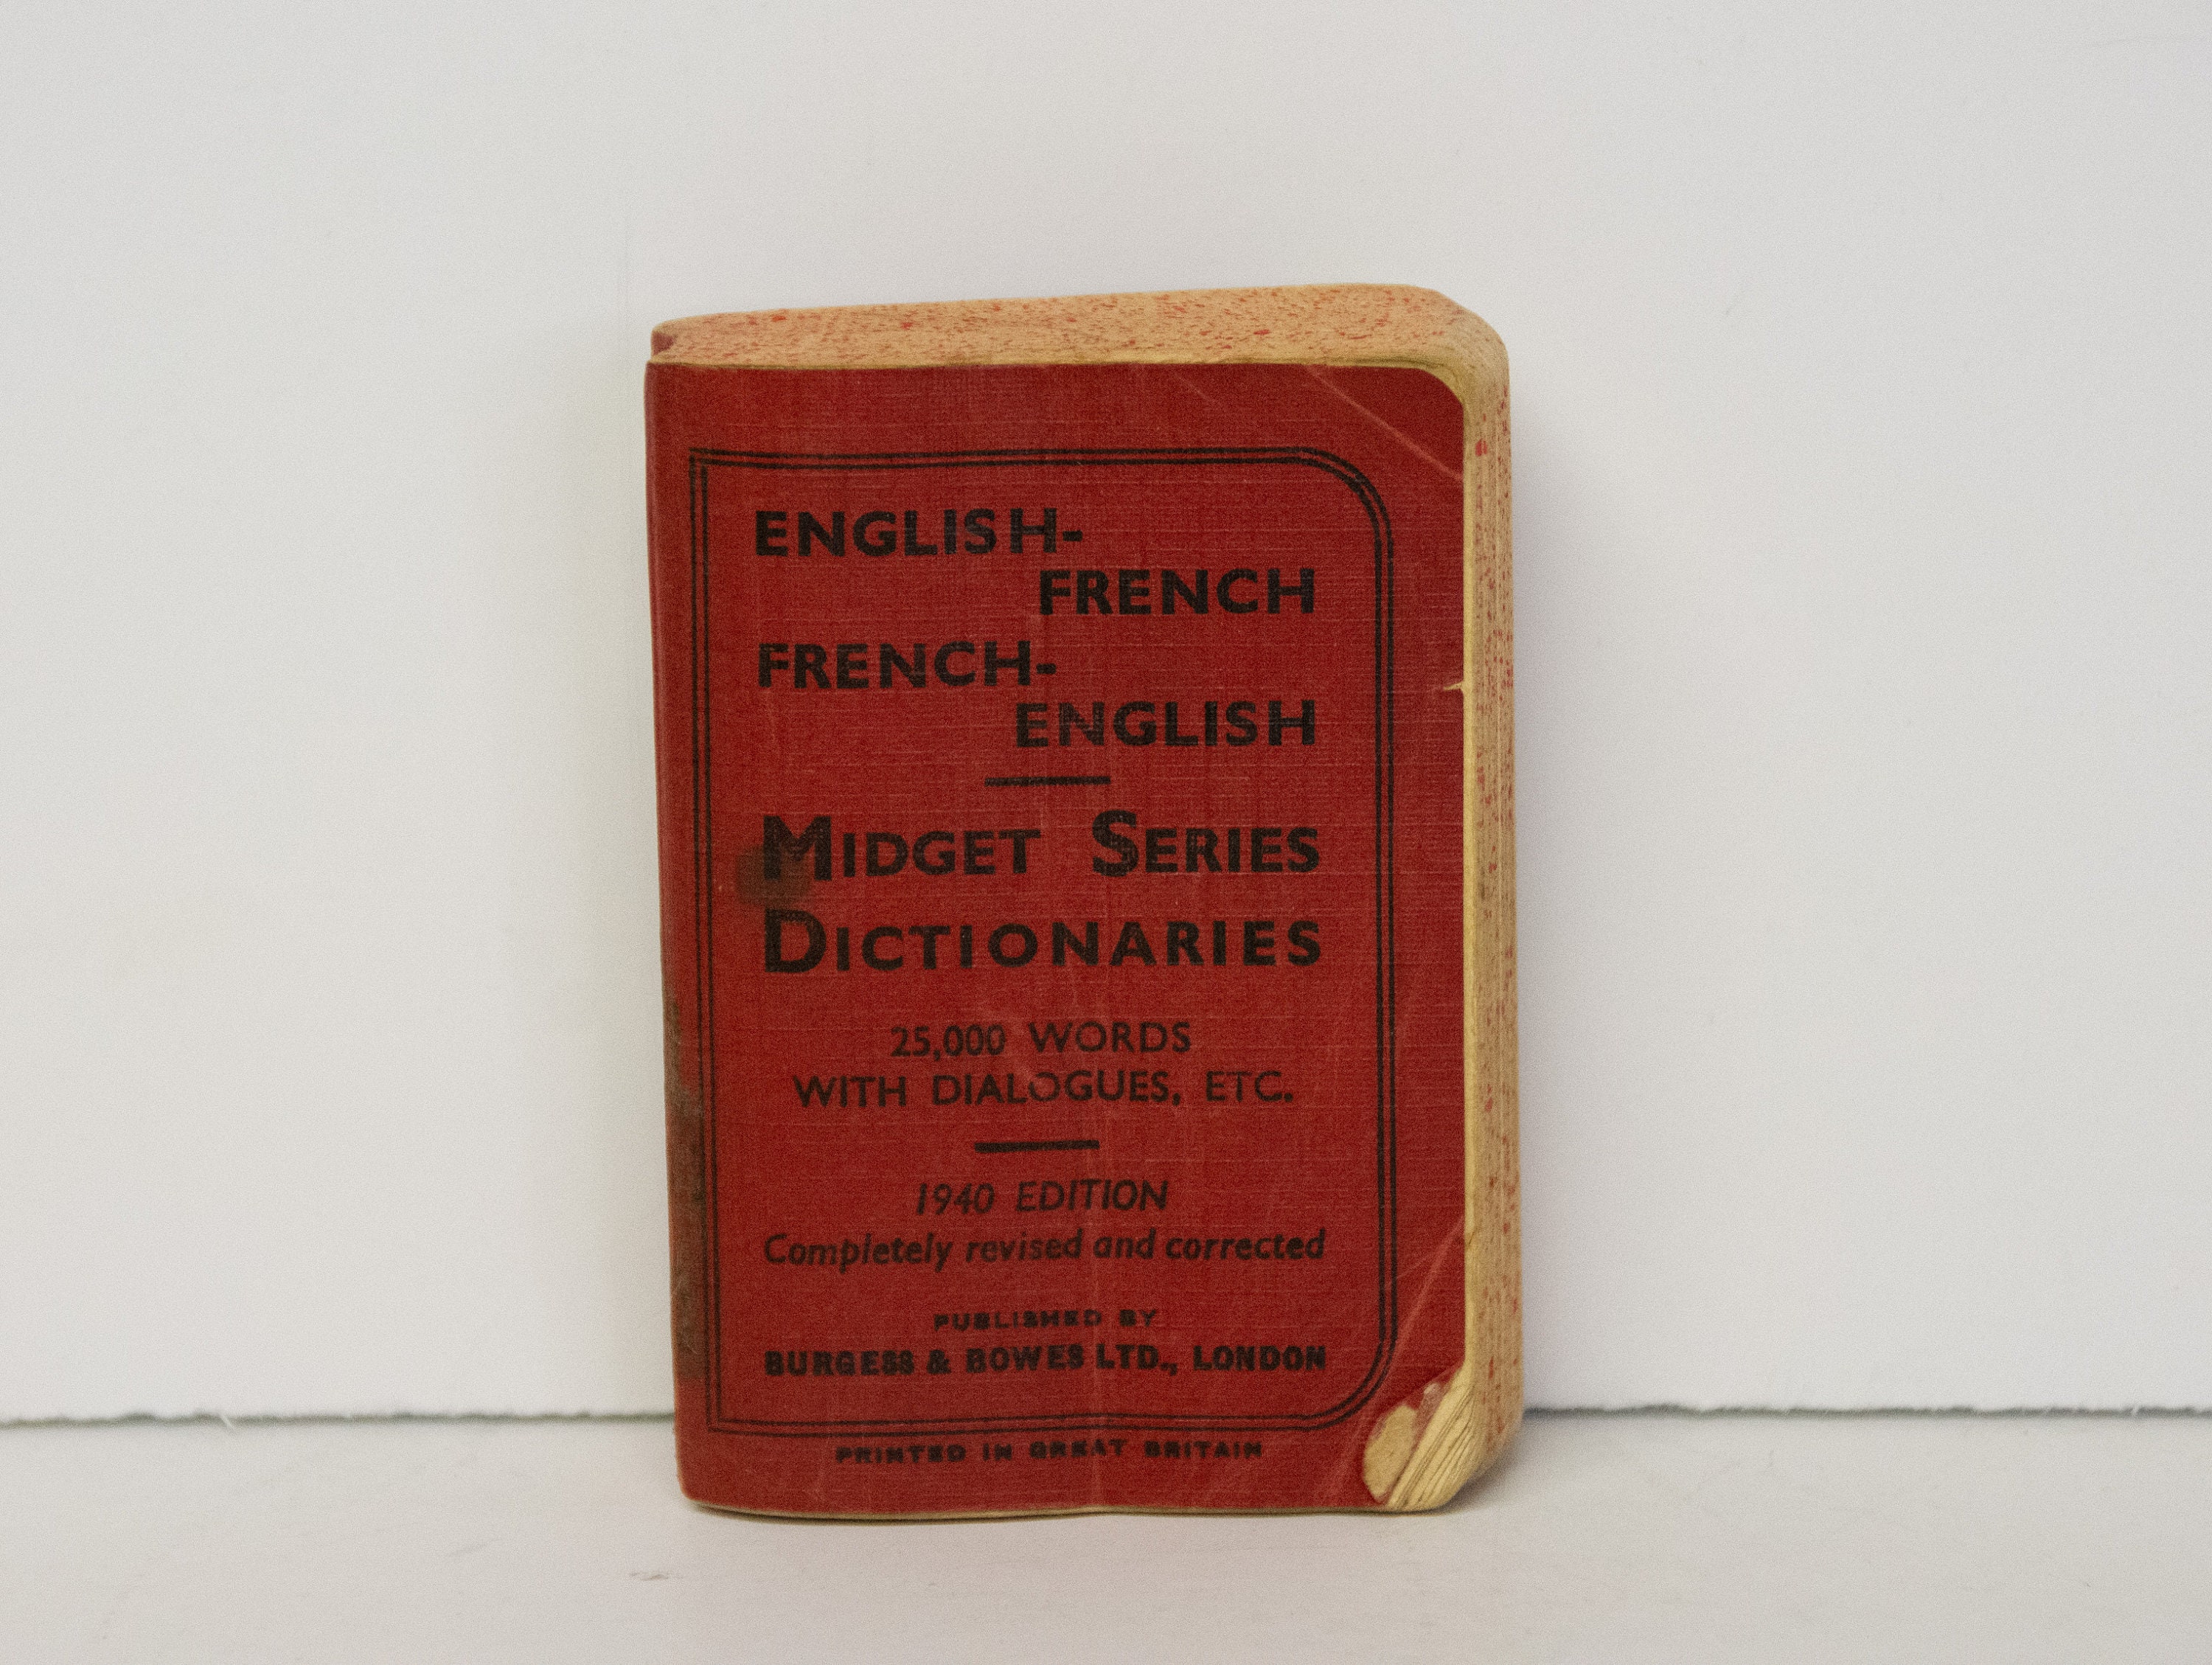 ENGLISH-
FRENCH
FRENCH-
ENGLISH
MIDGET SERIES
DICTIONARIES
25,000 WORDS
WITH DIALOGUES, ETC.
1940 EDITION
Completely revised and corrected
PUBLISHED BY
BURGESS & BOWES LTD., LONDON
PRINTED IN GREAT BRITAIN